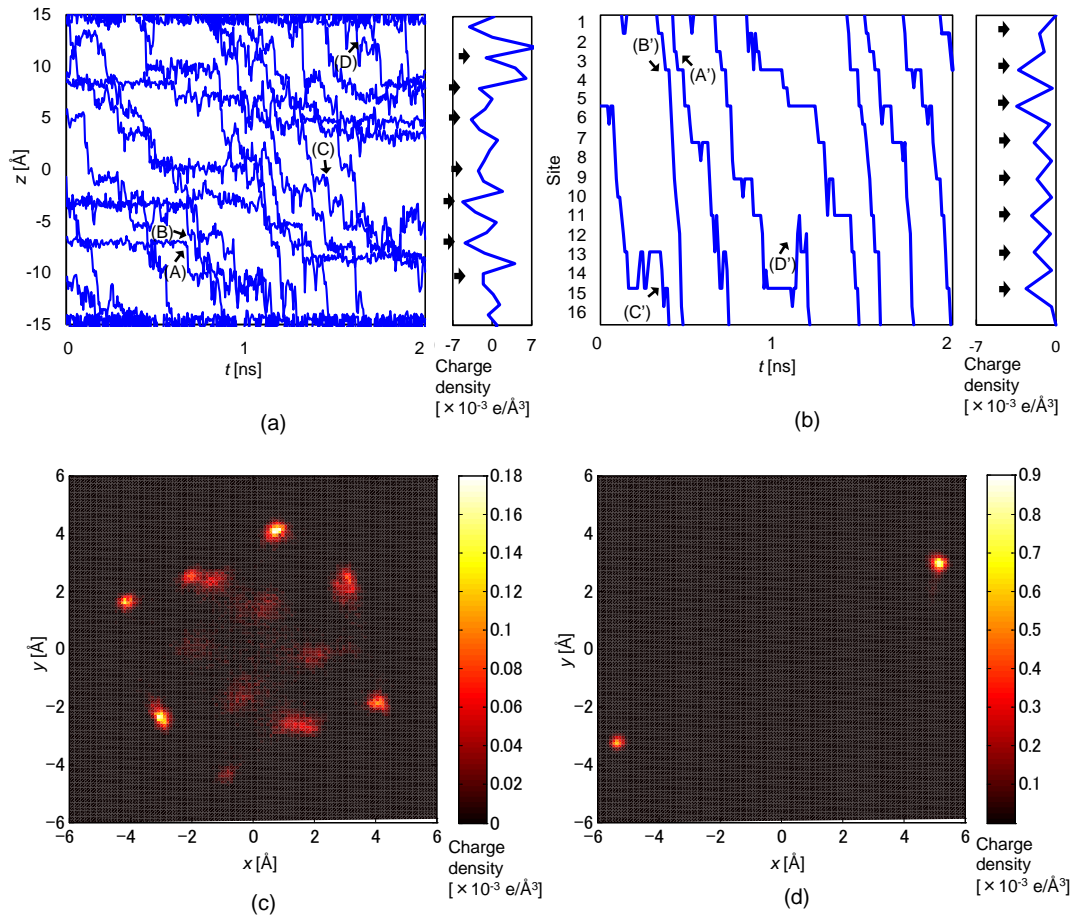 15
10
5
0
-5
-10
-15
z [Å]
(A)
(B)
(C)
(D)
0 1 2
t [ns]
-7 0 7
Charge
density
[ × 10⁻³ e/Å³]
(a)
Site
1
2
3
4
5
6
7
8
9
10
11
12
13
14
15
16
(B')
(A')
(C')
(D')
0 1 2
t [ns]
-7 0
Charge
density
[ × 10⁻³ e/Å³]
(b)
6
4
2
0
−2
−4
−6
y [Å]
−6 −4 −2 0 2 4 6
x [Å]
0.18
0.16
0.14
0.12
0.10
0.08
0.06
0.04
0.02
0
Charge
density
[ × 10⁻³ e/Å³]
(c)
6
4
2
0
−2
−4
−6
y [Å]
−6 −4 −2 0 2 4 6
x [Å]
0.9
0.8
0.7
0.6
0.5
0.4
0.3
0.2
0.1
Charge
density
[ × 10⁻³ e/Å³]
(d)